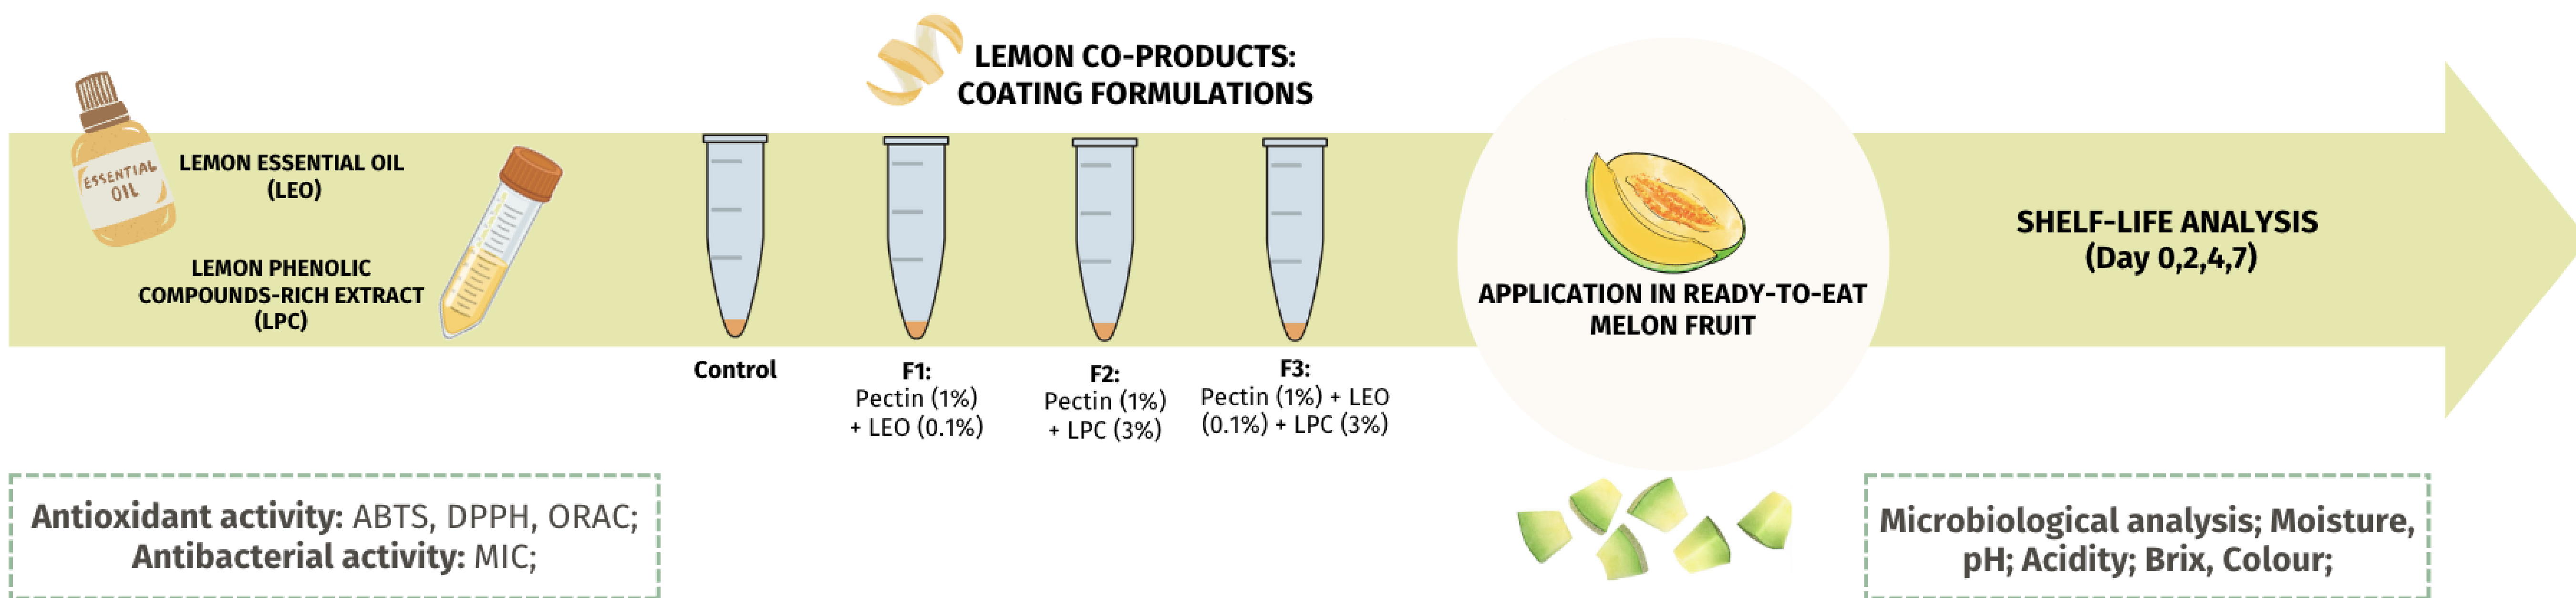 ESSENTIAL
OIL
LEMON ESSENTIAL OIL
(LEO)
LEMON PHENOLIC
COMPOUNDS-RICH EXTRACT
(LPC)
LEMON CO-PRODUCTS:
COATING FORMULATIONS
Control
F1:
Pectin (1%)
+ LEO (0.1%)
F2:
Pectin (1%)
+ LPC (3%)
F3:
Pectin (1%) + LEO
(0.1%) + LPC (3%)
APPLICATION IN READY-TO-EAT
MELON FRUIT
SHELF-LIFE ANALYSIS
(Day 0,2,4,7)
Antioxidant activity: ABTS, DPPH, ORAC;
Antibacterial activity: MIC;
Microbiological analysis; Moisture,
pH; Acidity; Brix, Colour;